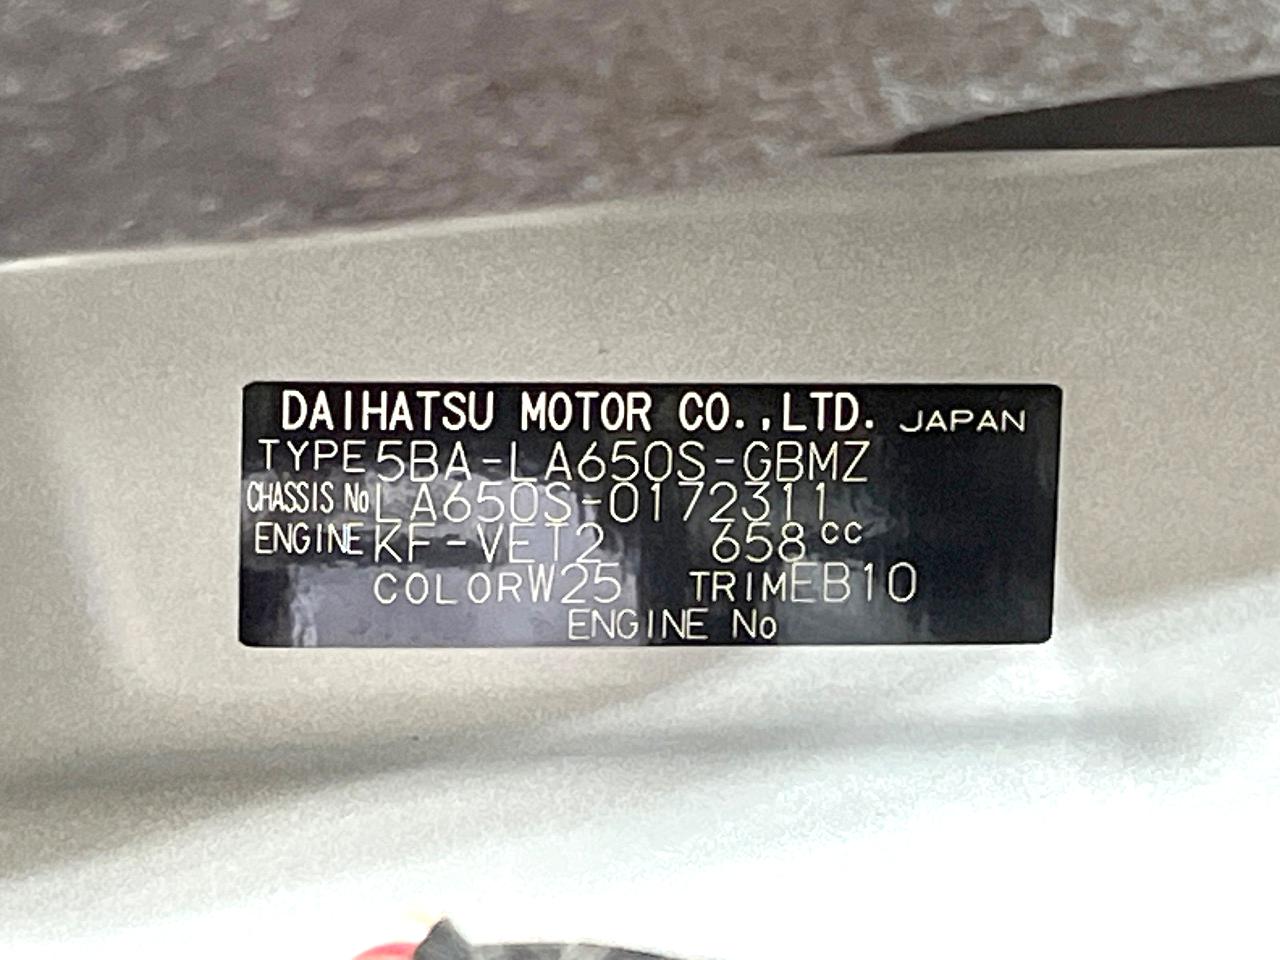 DAIHATSU MOTOR CO.,LTD. JAPAN
TYPE 5BA-LA650S-GBMZ
CHASSIS No LA650S-0172311
ENGINE KF-VET2 658cc
COLOR W25 TRIM EB10
ENGINE No